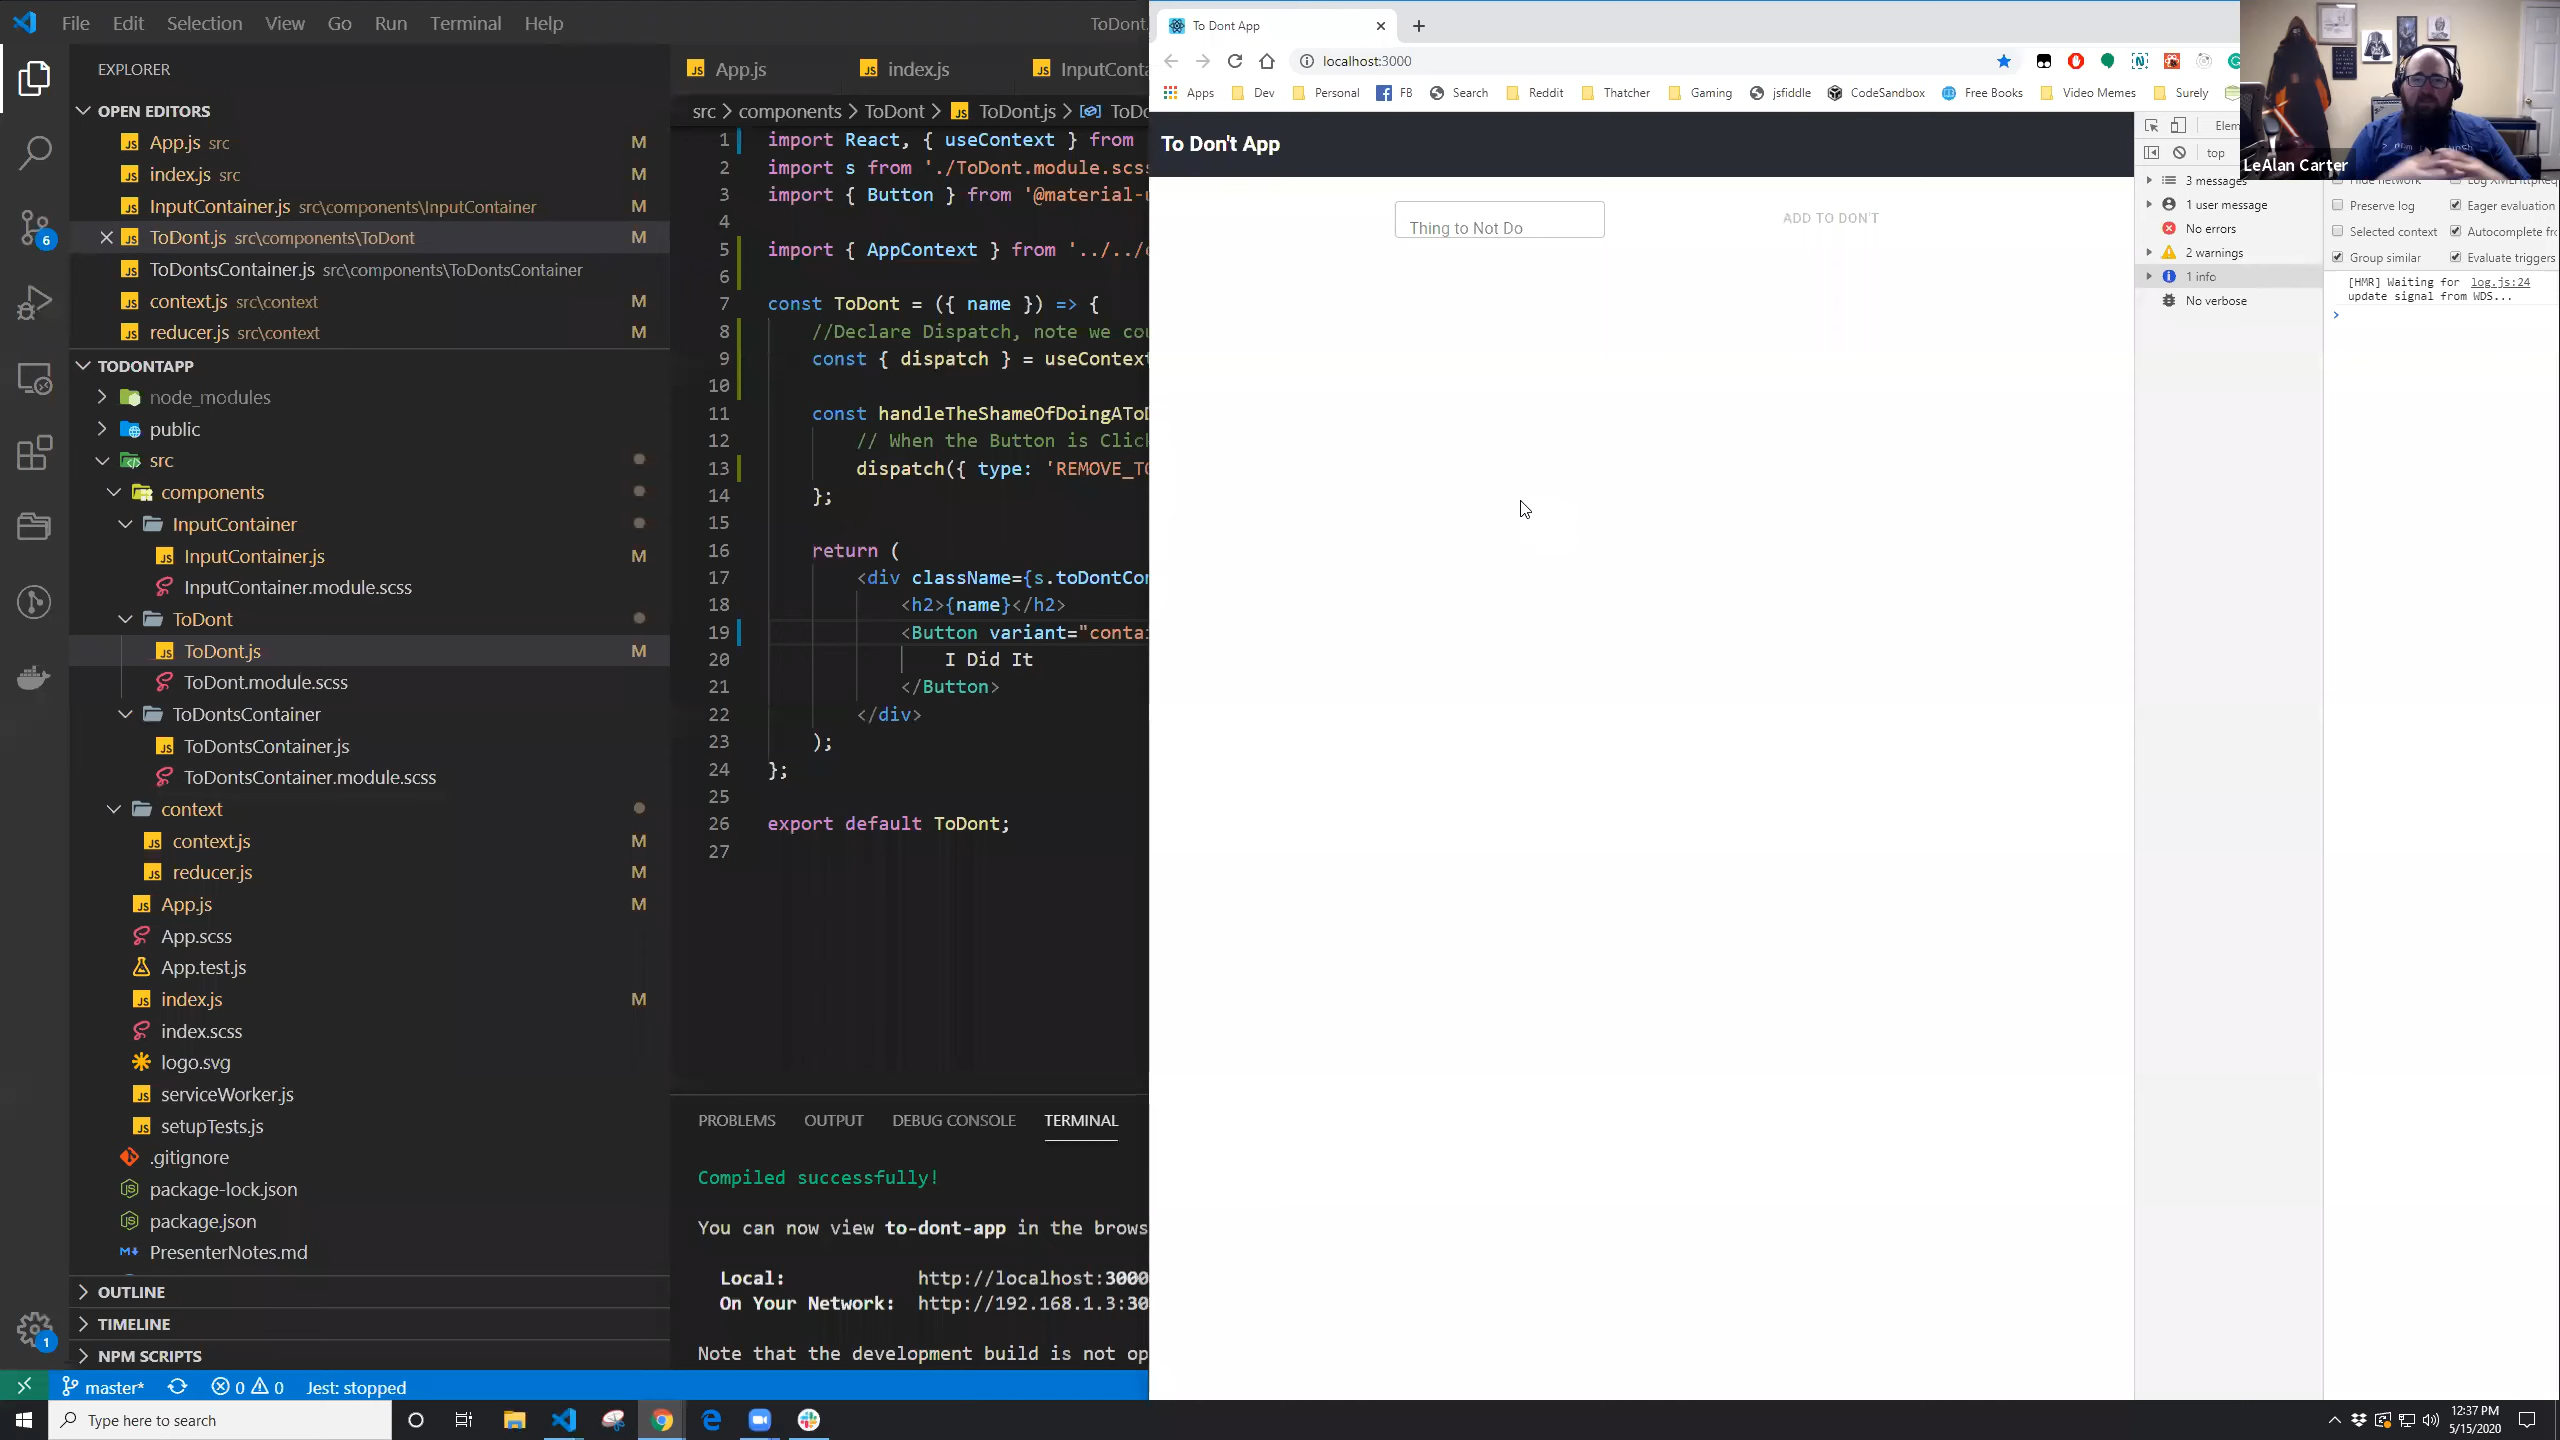 File Edit Selection View Go Run Terminal Help
ToDont.
EXPLORER
OPEN EDITORS
App.js src M
index.js src M
InputContainer.js src\components\InputContainer M
ToDont.js src\components\ToDont M
ToDontsContainer.js src\components\ToDontsContainer
context.js src\context M
reducer.js src\context M
TODONTAPP
node_modules
public
src
components
InputContainer
InputContainer.js M
InputContainer.module.scss
ToDont
ToDont.js M
ToDont.module.scss
ToDontsContainer
ToDontsContainer.js
ToDontsContainer.module.scss
context
context.js M
reducer.js M
App.js M
App.scss
App.test.js
index.js M
index.scss
logo.svg
serviceWorker.js
setupTests.js
.gitignore
package-lock.json
package.json
PresenterNotes.md
OUTLINE
TIMELINE
NPM SCRIPTS
6
1
App.js index.js InputConta
src > components > ToDont > ToDont.js > ToDo
1 import React, { useContext } from
2 import s from './ToDont.module.scss
3 import { Button } from '@material-u
4
5 import { AppContext } from '../../c
6
7 const ToDont = ({ name }) => {
8 //Declare Dispatch, note we cou
9 const { dispatch } = useContext
10
11 const handleTheShameOfDoingAToD
12 // When the Button is Click
13 dispatch({ type: 'REMOVE_TO
14 };
15
16 return (
17 <div className={s.toDontCon
18 <h2>{name}</h2>
19 <Button variant="contai
20 I Did It
21 </Button>
22 </div>
23 );
24 };
25
26 export default ToDont;
27
PROBLEMS OUTPUT DEBUG CONSOLE TERMINAL
Compiled successfully!
You can now view to-dont-app in the brows
Local: http://localhost:3000
On Your Network: http://192.168.1.3:30
Note that the development build is not op
master* 0 0 Jest: stopped
To Dont App
localhost:3000
Apps Dev Personal FB Search Reddit Thatcher Gaming jsfiddle CodeSandbox Free Books Video Memes Surely
To Don't App
Thing to Not Do
ADD TO DON'T
Elem
top
3 messages
1 user message
No errors
2 warnings
1 info
No verbose
LeAlan Carter
Hide network
Preserve log Eager evaluation
Selected context Autocomplete fro
Group similar Evaluate triggers
[HMR] Waiting for log.js:24
update signal from WDS...
Type here to search
12:37 PM
5/15/2020